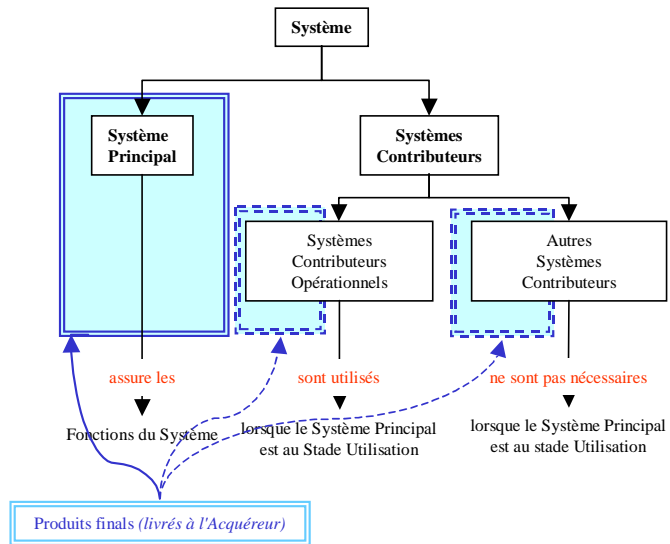 Système
Système
Principal
Systèmes
Contributeurs
Systèmes
Contributeurs
Opérationnels
Autres
Systèmes
Contributeurs
assure les
sont utilisés
ne sont pas nécessaires
Fonctions du Système
lorsque le Système Principal
est au Stade Utilisation
lorsque le Système Principal
est au stade Utilisation
Produits finals (livrés à l'Acquéreur)